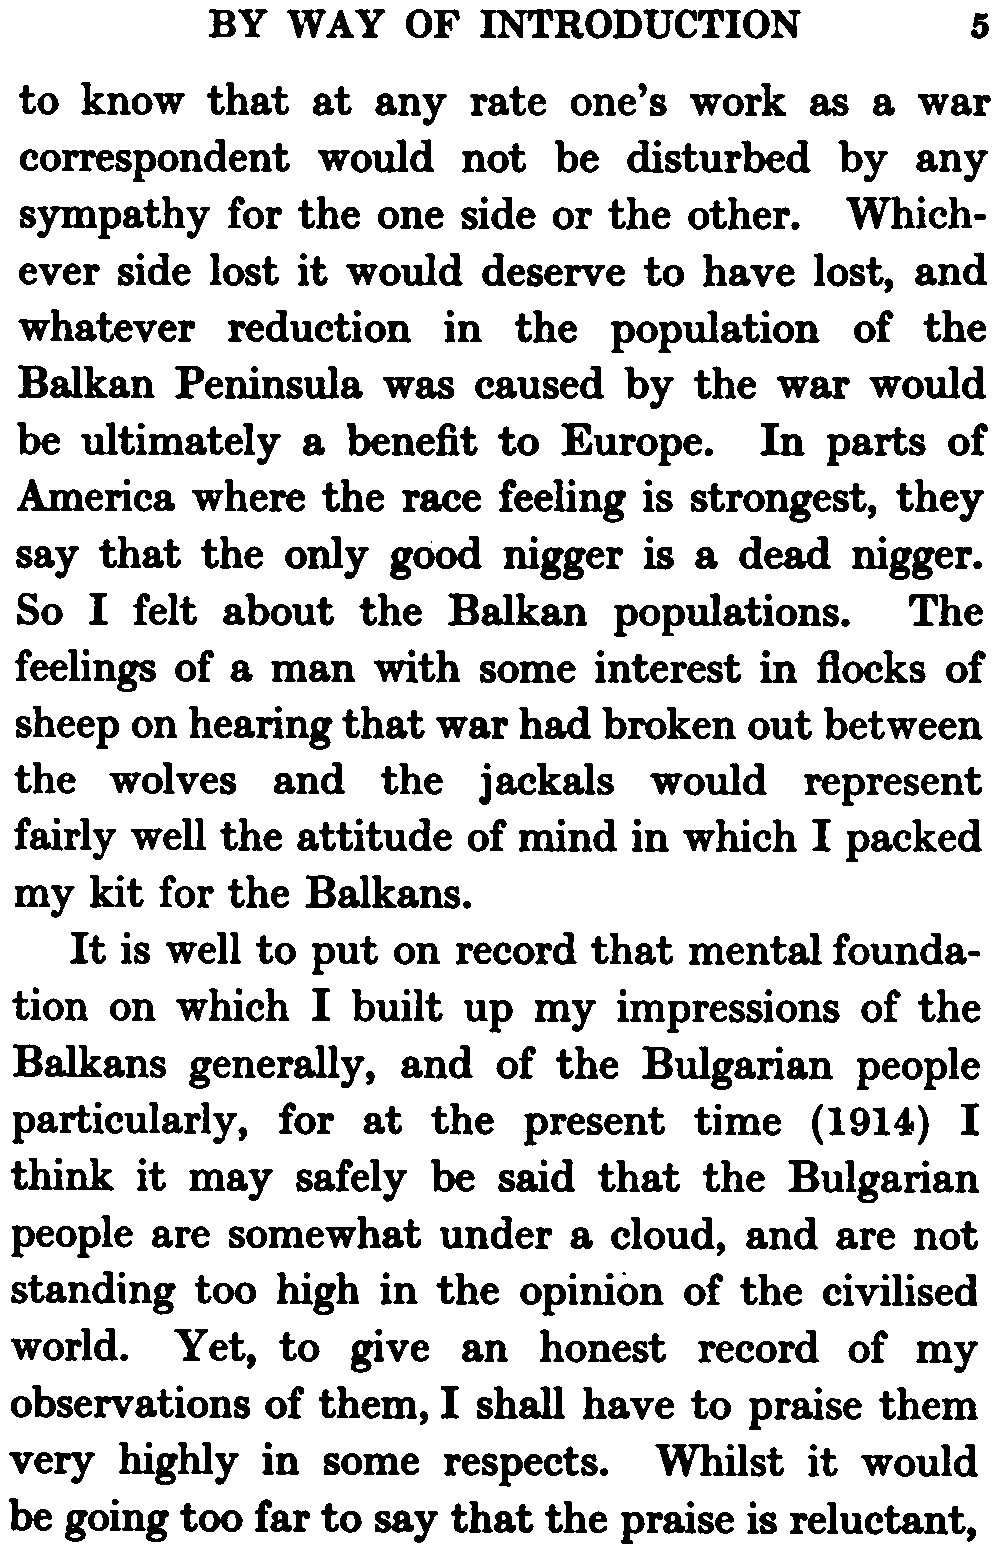 BY WAY OF INTRODUCTION 5
to know that at any rate one's work as a war
correspondent would not be disturbed by any
sympathy for the one side or the other. Which-
ever side lost it would deserve to have lost, and
whatever reduction in the population of the
Balkan Peninsula was caused by the war would
be ultimately a benefit to Europe. In parts of
America where the race feeling is strongest, they
say that the only good nigger is a dead nigger.
So I felt about the Balkan populations. The
feelings of a man with some interest in flocks of
sheep on hearing that war had broken out between
the wolves and the jackals would represent
fairly well the attitude of mind in which I packed
my kit for the Balkans.
It is well to put on record that mental founda-
tion on which I built up my impressions of the
Balkans generally, and of the Bulgarian people
particularly, for at the present time (1914) I
think it may safely be said that the Bulgarian
people are somewhat under a cloud, and are not
standing too high in the opinion of the civilised
world. Yet, to give an honest record of my
observations of them, I shall have to praise them
very highly in some respects. Whilst it would
be going too far to say that the praise is reluctant,